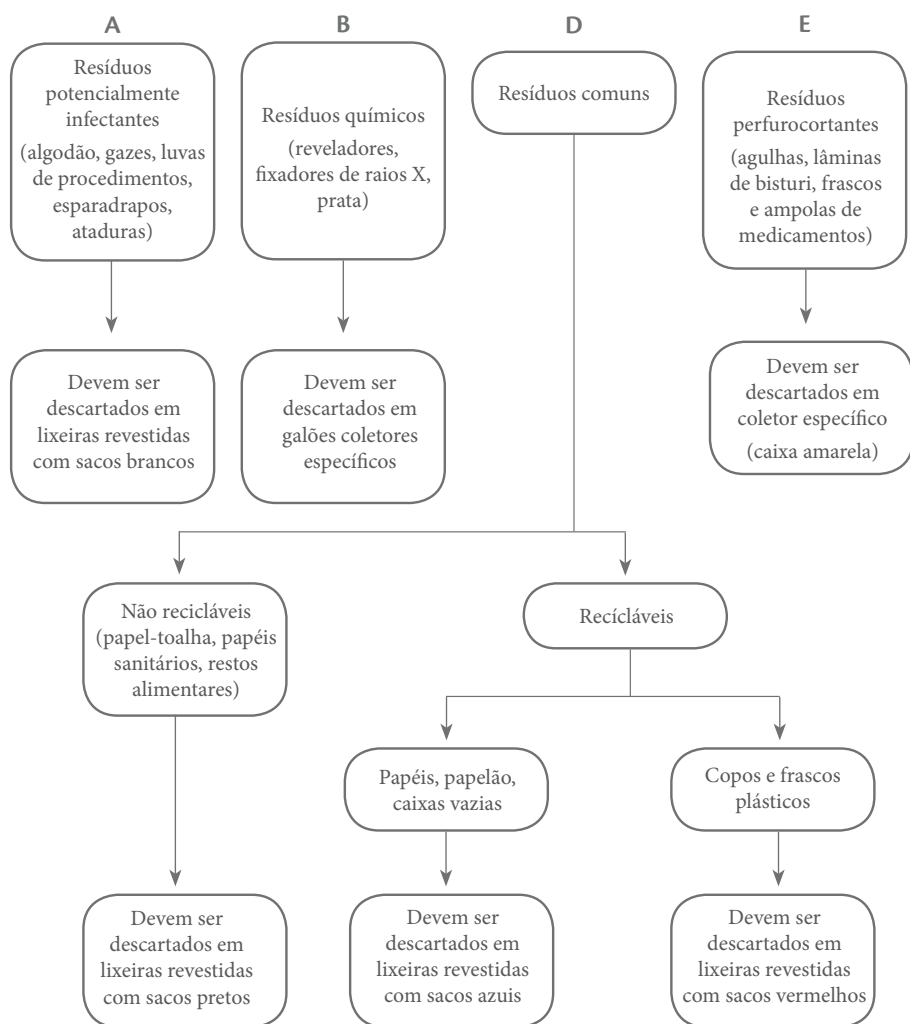 A
B
D
E
Resíduos
potencialmente
infectantes
(algodão, gazes, luvas
de procedimentos,
esparadrapos,
ataduras)
Resíduos químicos
(reveladores,
fixadores de raios X,
prata)
Resíduos comuns
Resíduos
perfurocortantes
(agulhas, lâminas
de bisturi, frascos
e ampolas de
medicamentos)
Devem ser
descartados em
lixeiras revestidas
com sacos brancos
Devem ser
descartados em
galões coletores
específicos
Devem ser
descartados em
coletor específico
(caixa amarela)
Não recicláveis
(papel-toalha, papéis
sanitários, restos
alimentares)
Recícláveis
Papéis, papelão,
caixas vazias
Copos e frascos
plásticos
Devem ser
descartados em
lixeiras revestidas
com sacos pretos
Devem ser
descartados em
lixeiras revestidas
com sacos azuis
Devem ser
descartados em
lixeiras revestidas
com sacos vermelhos